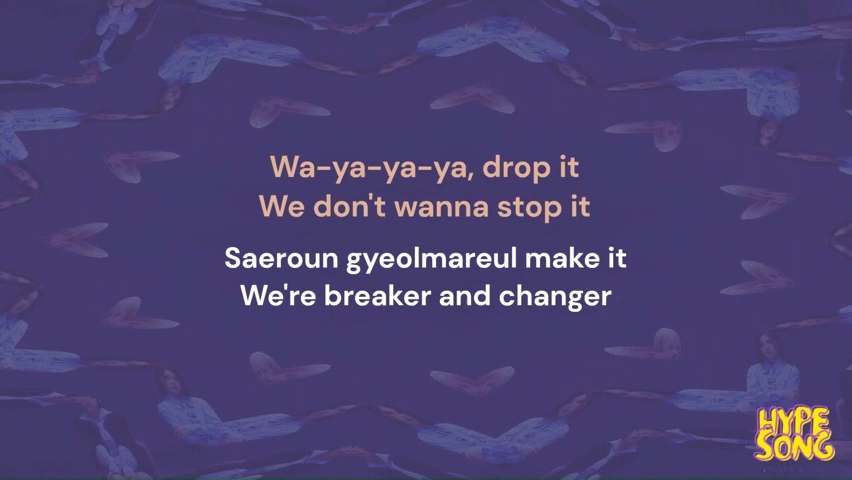 Wa-ya-ya-ya, drop it
We don't wanna stop it
Saeroun gyeolmareul make it
We're breaker and changer
HYPE
SONG